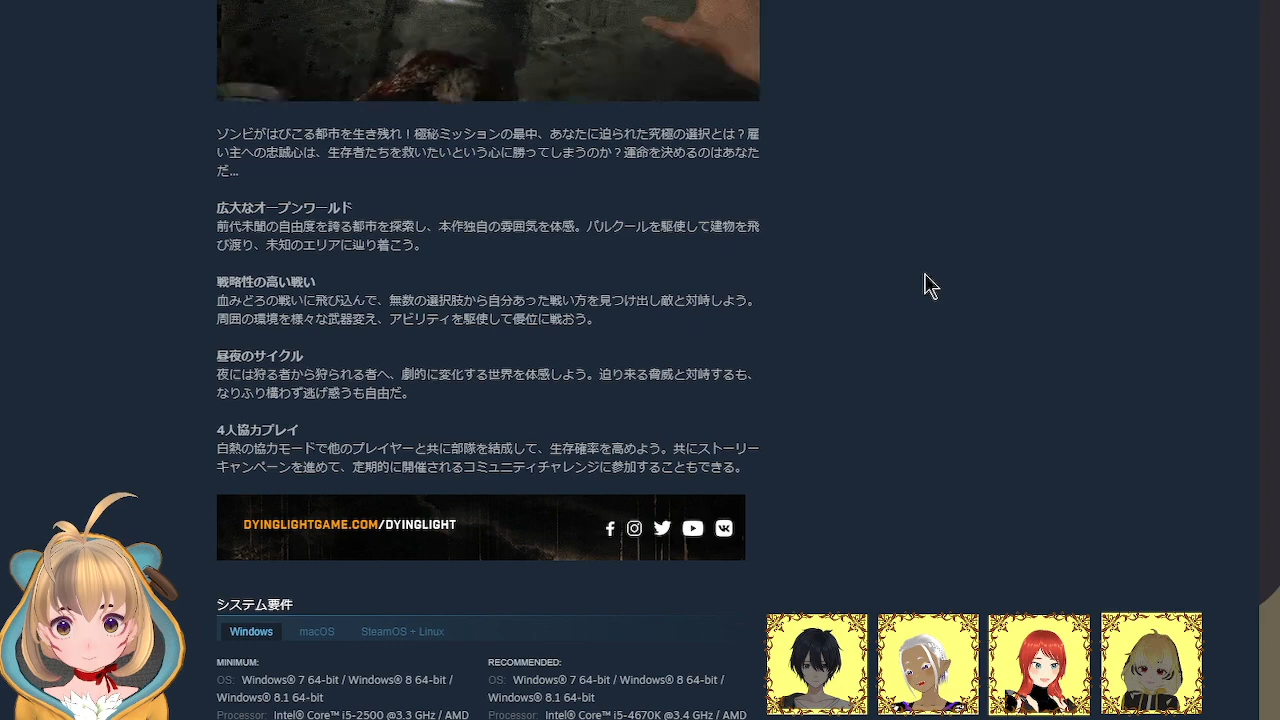 ゾンビがはびこる都市を生き残れ！極秘ミッションの最中、あなたに迫られた究極の選択とは？雇
い主への忠誠心は、生存者たちを救いたいという心に勝ってしまうのか？運命を決めるのはあなた
だ...
広大なオープンワールド
前代未聞の自由度を誇る都市を探索し、本作独自の雰囲気を体感。パルクールを駆使して建物を飛
び渡り、未知のエリアに辿り着こう。
戦略性の高い戦い
血みどろの戦いに飛び込んで、無数の選択肢から自分あった戦い方を見つけ出し敵と対峙しよう。
周囲の環境を様々な武器変え、アビリティを駆使して優位に戦おう。
昼夜のサイクル
夜には狩る者から狩られる者へ、劇的に変化する世界を体感しよう。迫り来る脅威と対峙するも、
なりふり構わず逃げ惑うも自由だ。
4人協力プレイ
白熱の協力モードで他のプレイヤーと共に部隊を結成して、生存確率を高めよう。共にストーリー
キャンペーンを進めて、定期的に開催されるコミュニティチャレンジに参加することもできる。
DYINGLIGHTGAME.COM/DYINGLIGHT
システム要件
Windows macOS SteamOS + Linux
MINIMUM:
OS: Windows® 7 64-bit / Windows® 8 64-bit /
Windows® 8.1 64-bit
Processor: Intel® Core™ i5-2500 @3.3 GHz / AMD
RECOMMENDED:
OS: Windows® 7 64-bit / Windows® 8 64-bit /
Windows® 8.1 64-bit
Processor: Intel® Core™ i5-4670K @3.4 GHz / AMD